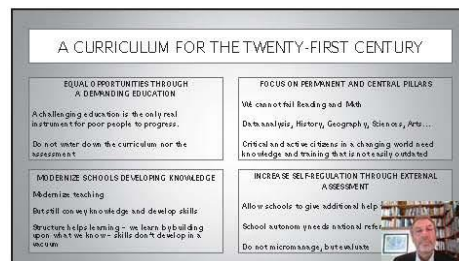 A CURRICULUM FOR THE TWENTY-FIRST CENTURY
EQUAL OPPORTUNITIES THROUGH
A DEMANDING EDUCATION
A challenging education is the only real
instrument for poor people to progress.
Do not water down the curriculum nor the
assessment
FOCUS ON PERMANENT AND CENTRAL PILLARS
We cannot fail Reading and Math
Data analysis, History, Geography, Sciences, Arts...
Critical and active citizens in a changing world need
knowledge and training that is not easily outdated
MODERNIZE SCHOOLS DEVELOPING KNOWLEDGE
Modernize teaching
But still convey knowledge and develop skills
Structure helps learning – we learn by building
upon what we know – skills don't develop in a
vacuum
INCREASE SELF-REGULATION THROUGH EXTERNAL
ASSESSMENT
Allow schools to give additional help
School autonomy needs national
Do not micromanage, but evaluate